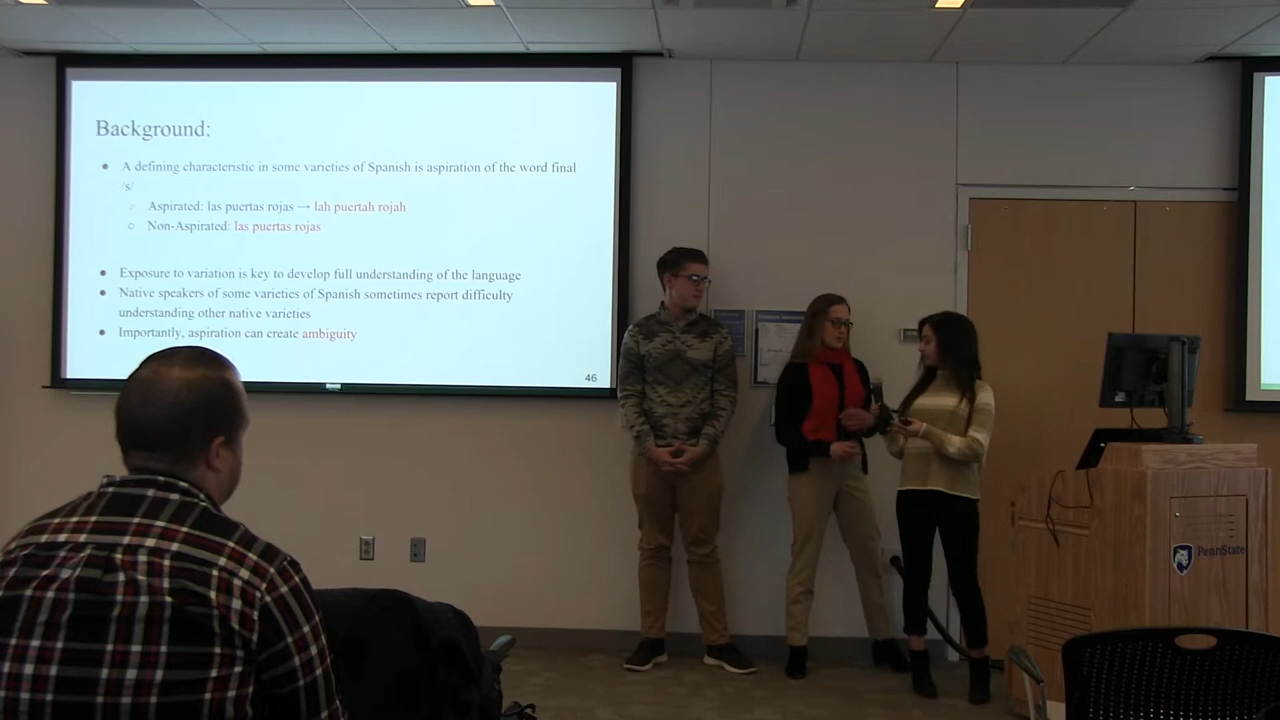 Background:
● A defining characteristic in some varieties of Spanish is aspiration of the word final
/s/
○ Aspirated: las puertas rojas → lah puertah rojah
○ Non-Aspirated: las puertas rojas
● Exposure to variation is key to develop full understanding of the language
● Native speakers of some varieties of Spanish sometimes report difficulty
understanding other native varieties
● Importantly, aspiration can create ambiguity
46
PennState